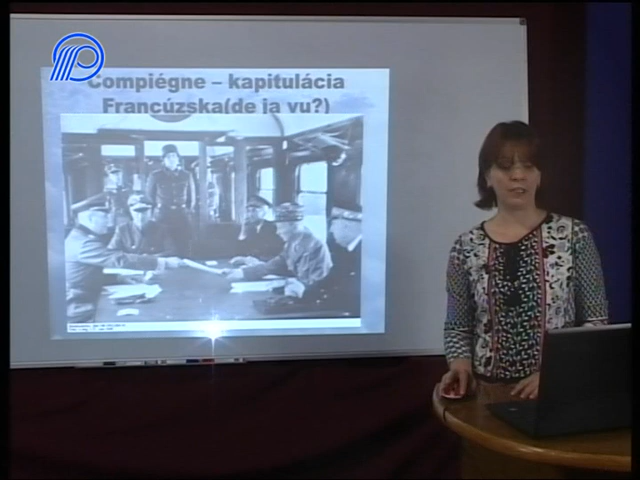 Compiégne – kapitulácia
Francúzska(de ja vu?)